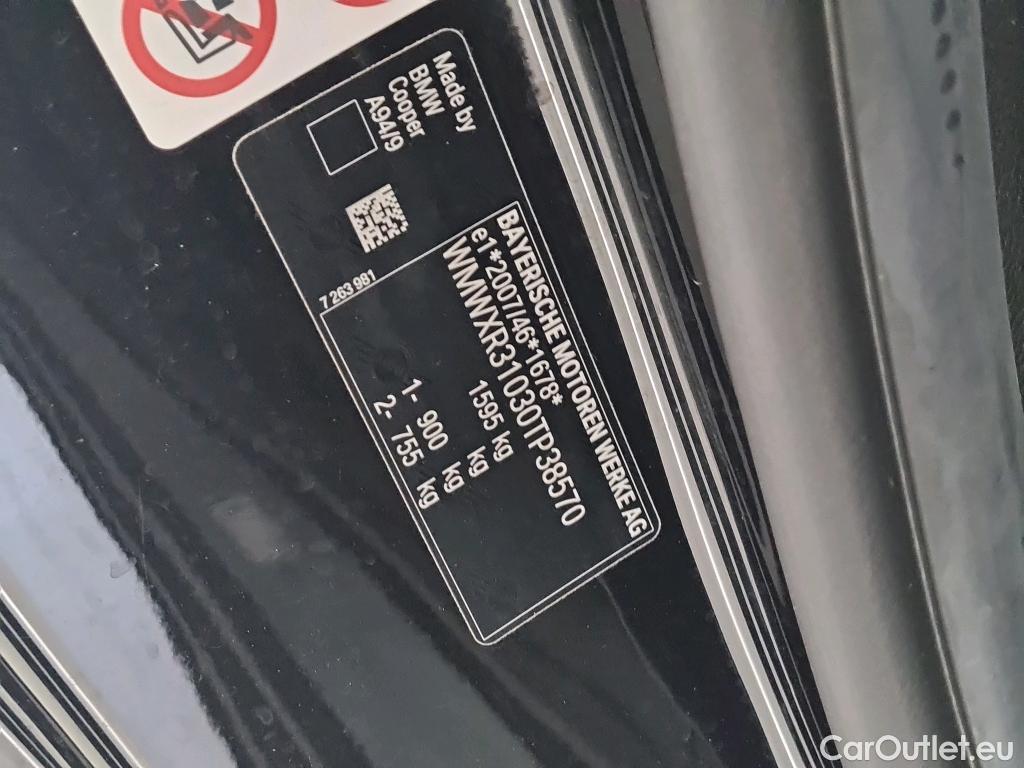 Made by
BMW
Cooper
A94/9
BAYERISCHE MOTOREN WERKE AG
e1*2007/46*1678*
WMWXR31030TP38570
1595 kg
kg
1- 900 kg
2- 755 kg
7 263 981
CarOutlet.eu